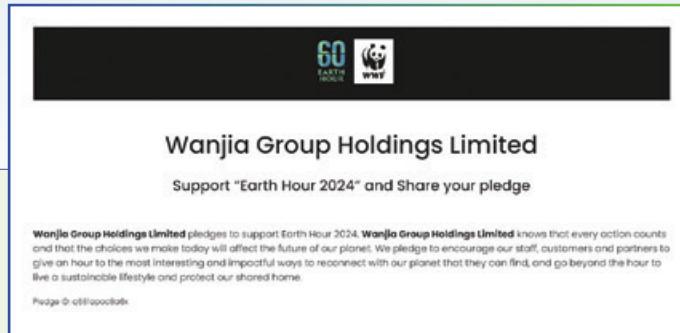 60
EARTH
HOUR
WWF
Wanjia Group Holdings Limited
Support "Earth Hour 2024" and Share your pledge
Wanjia Group Holdings Limited pledges to support Earth Hour 2024. Wanjia Group Holdings Limited knows that every action counts
and that the choices we make today will affect the future of our planet. We pledge to encourage our staff, customers and partners to
give an hour to the most interesting and impactful ways to reconnect with our planet that they can find, and go beyond the hour to
live a sustainable lifestyle and protect our shared home.
Pledge ID: